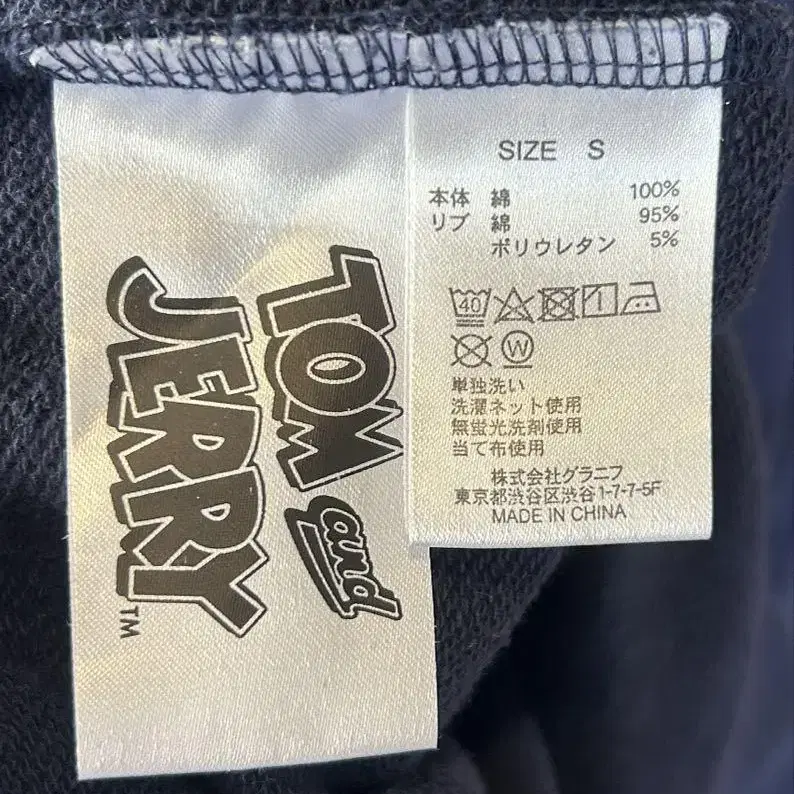 TOM
and
JERRY
TM
SIZE S
本体 綿 100%
リブ 綿 95%
ポリウレタン 5%
40
W
単独洗い
洗濯ネット使用
無蛍光洗剤使用
当て布使用
株式会社グラニフ
東京都渋谷区渋谷1-7-7-5F
MADE IN CHINA